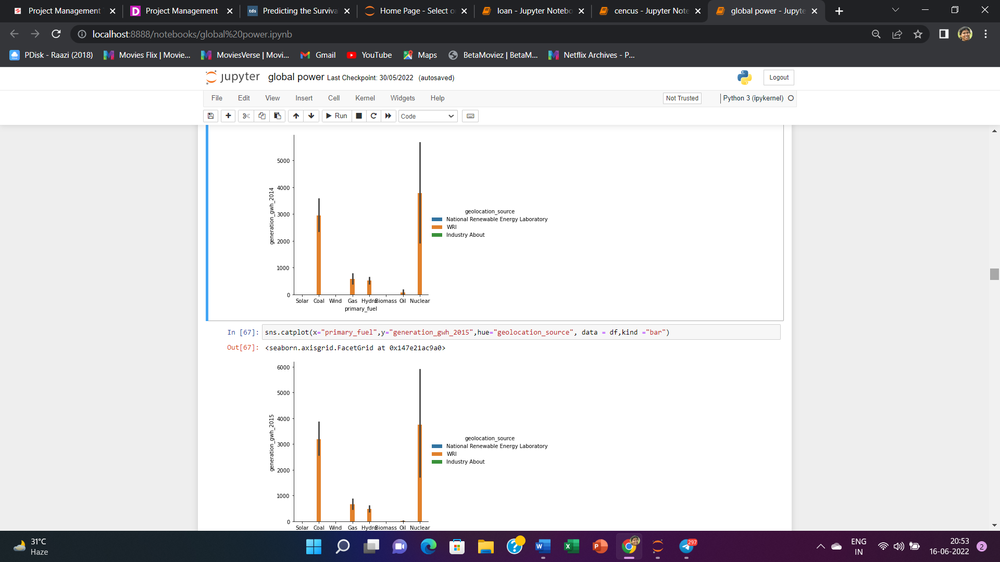 Project Management
Project Management
Predicting the Surviva
Home Page - Select o
loan - Jupyter Notebo
cencus - Jupyter Note
global power - Jupyte
localhost:8888/notebooks/global%20power.ipynb
PDisk - Raazi (2018)
Movies Flix | Movie...
MoviesVerse | Movi...
Gmail
YouTube
Maps
BetaMoviez | BetaM...
Netflix Archives - P...
jupyter global power Last Checkpoint: 30/05/2022 (autosaved)
Logout
File Edit View Insert Cell Kernel Widgets Help
Not Trusted
Python 3 (ipykernel)
Run
Code
5000
4000
3000
2000
1000
0
generation_gwh_2014
Solar Coal Wind Gas Hydro Biomass Oil Nuclear
primary_fuel
geolocation_source
National Renewable Energy Laboratory
WRI
Industry About
In [67]: sns.catplot(x="primary_fuel",y="generation_gwh_2015",hue="geolocation_source", data = df,kind ="bar")
Out[67]: <seaborn.axisgrid.FacetGrid at 0x147e21ac9a0>
6000
5000
4000
3000
2000
1000
0
generation_gwh_2015
Solar Coal Wind Gas Hydro Biomass Oil Nuclear
geolocation_source
National Renewable Energy Laboratory
WRI
Industry About
31°C
Haze
297
ENG
IN
20:53
16-06-2022
2